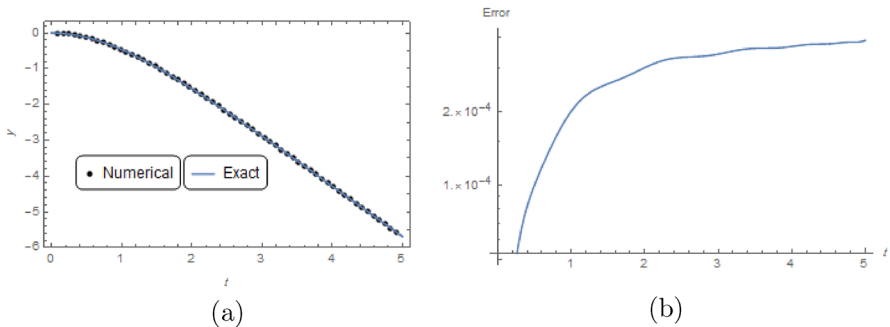 0
−1
−2
−3
−4
−5
−6
y
Numerical
Exact
0 1 2 3 4 5
t
(a)
Error
2.×10⁻⁴
1.×10⁻⁴
1 2 3 4 5 t
(b)